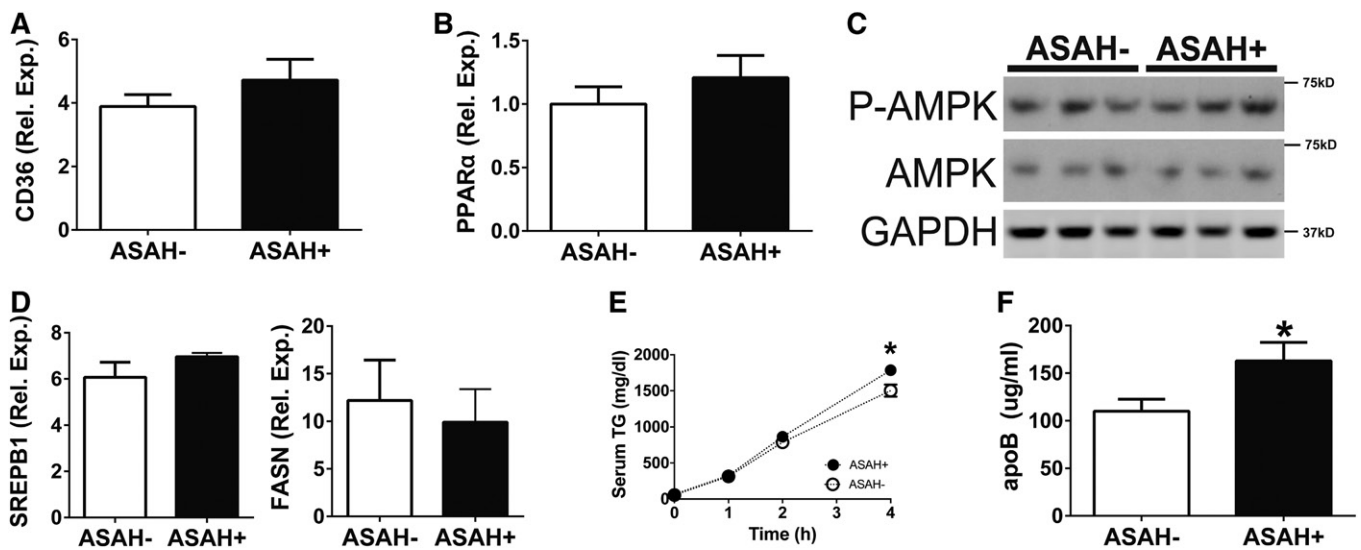 A
CD36 (Rel. Exp.)
6
4
2
0
ASAH-
ASAH+
B
PPARα (Rel. Exp.)
1.5
1.0
0.5
0.0
ASAH-
ASAH+
C
ASAH-
ASAH+
P-AMPK
75kD
AMPK
75kD
GAPDH
37kD
D
SREPB1 (Rel. Exp.)
8
6
4
2
0
ASAH-
ASAH+
FASN (Rel. Exp.)
20
15
10
5
0
ASAH-
ASAH+
E
Serum TG (mg/dl)
2000
1500
1000
500
0
*
ASAH+
ASAH-
0
1
2
3
4
Time (h)
F
apoB (ug/ml)
200
150
100
50
0
*
ASAH-
ASAH+